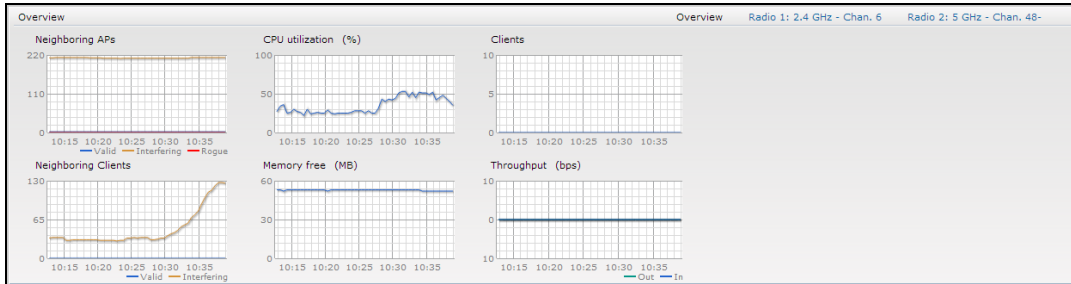 Overview
Overview Radio 1: 2.4 GHz - Chan. 6 Radio 2: 5 GHz - Chan. 48-
Neighboring APs
220
110
0
10:15 10:20 10:25 10:30 10:35
Valid Interfering Rogue
CPU utilization (%)
100
50
0
10:15 10:20 10:25 10:30 10:35
Clients
10
5
0
10:15 10:20 10:25 10:30 10:35
Neighboring Clients
130
65
0
10:15 10:20 10:25 10:30 10:35
Valid Interfering
Memory free (MB)
60
30
0
10:15 10:20 10:25 10:30 10:35
Throughput (bps)
10
0
10
10:15 10:20 10:25 10:30 10:35
Out In